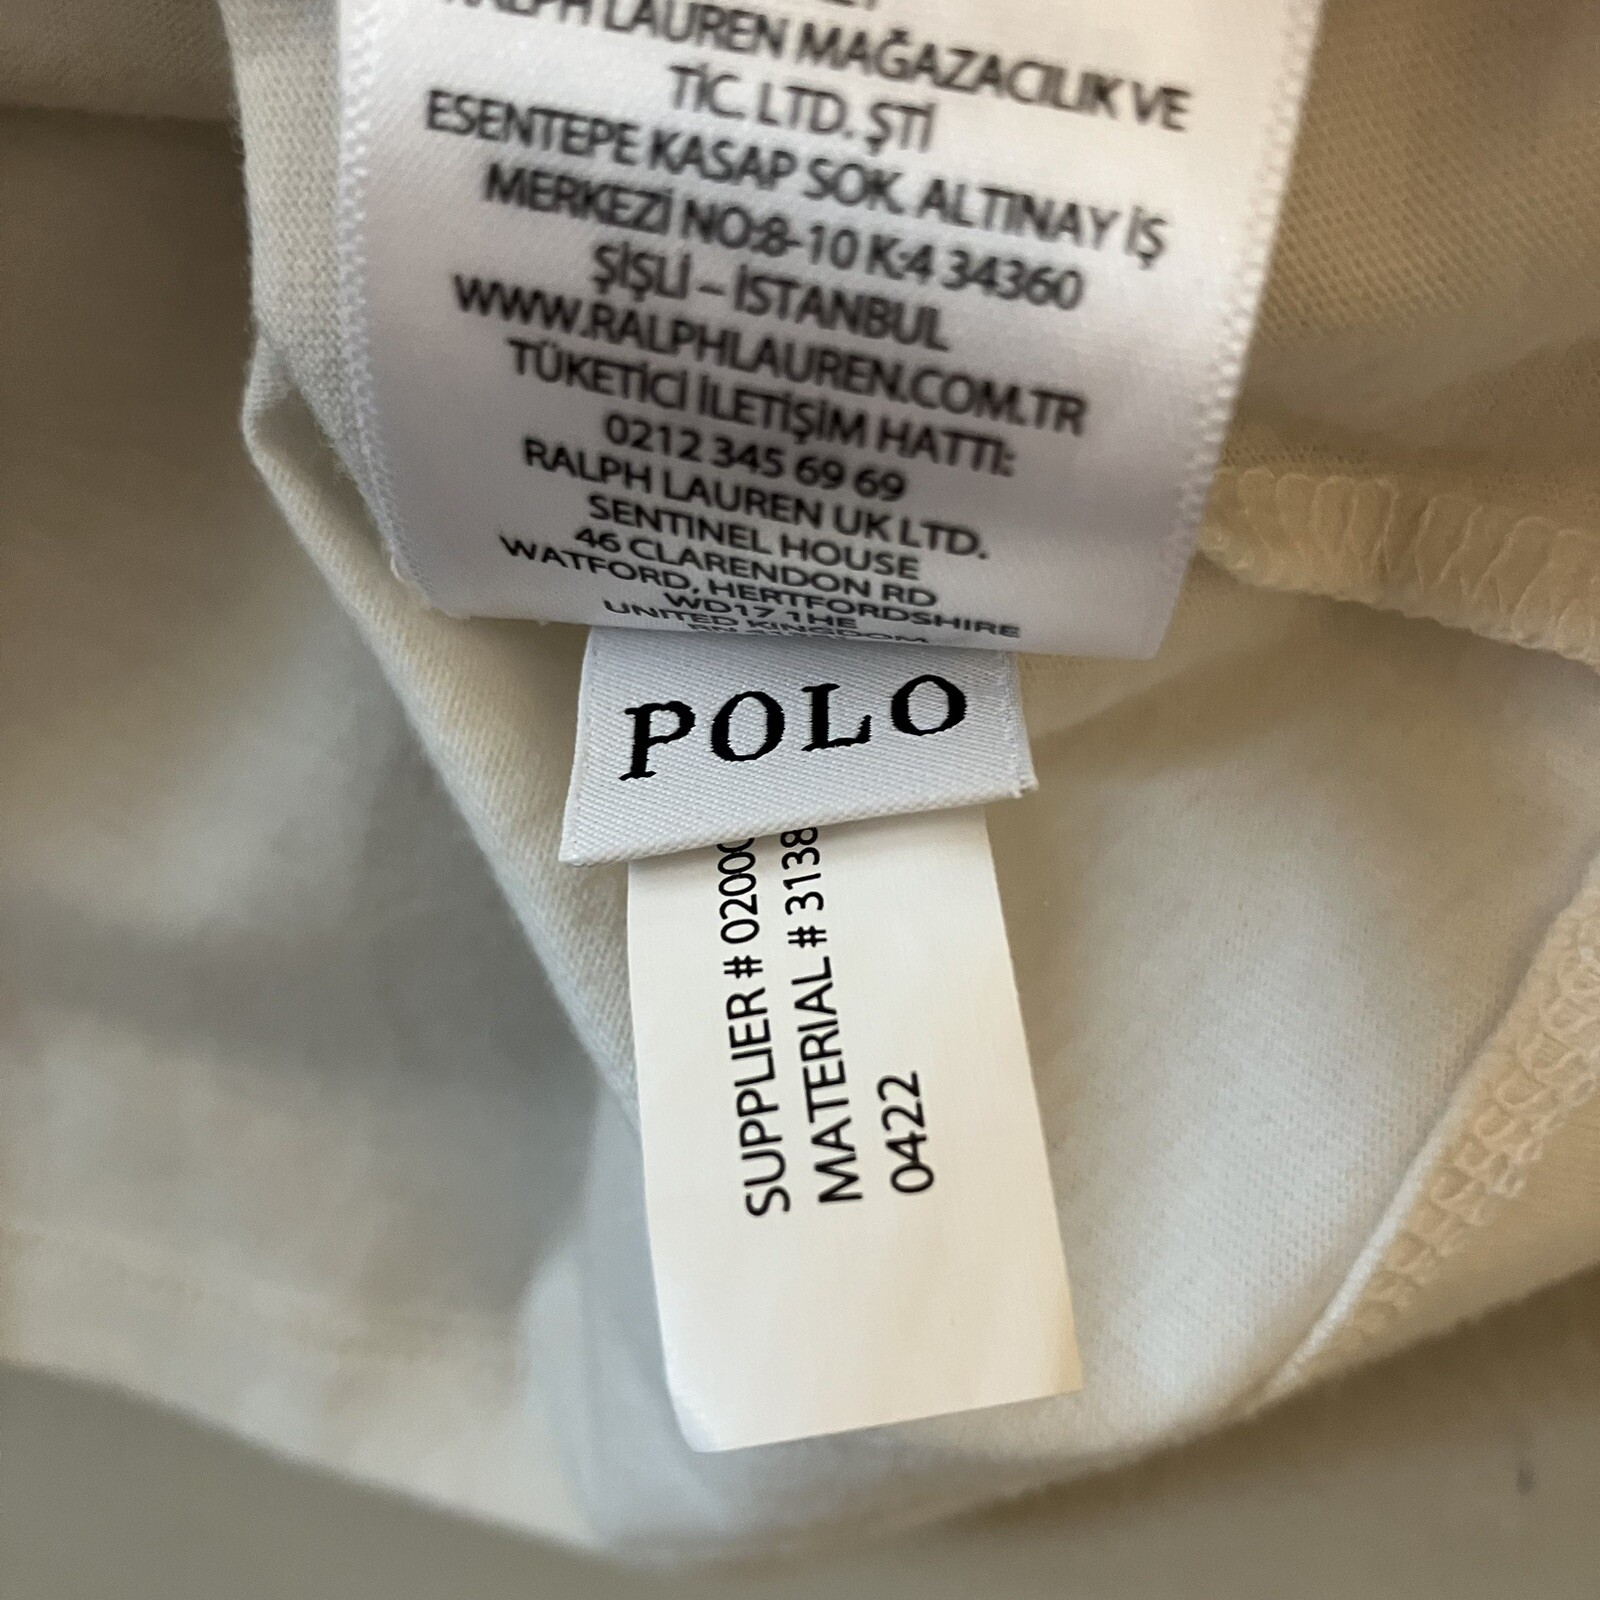 RALPH LAUREN MAĞAZACILIK VE
TİC. LTD. ŞTİ
ESENTEPE KASAP SOK. ALTINAY İŞ
MERKEZİ NO:8-10 K:4 34360
ŞİŞLİ – İSTANBUL
WWW.RALPHLAUREN.COM.TR
TÜKETİCİ İLETİŞİM HATTI:
0212 345 69 69
RALPH LAUREN UK LTD.
SENTINEL HOUSE
46 CLARENDON RD
WATFORD, HERTFORDSHIRE
WD17 1HE
UNITED KINGDOM
POLO
SUPPLIER # 0200
MATERIAL # 3138
0422